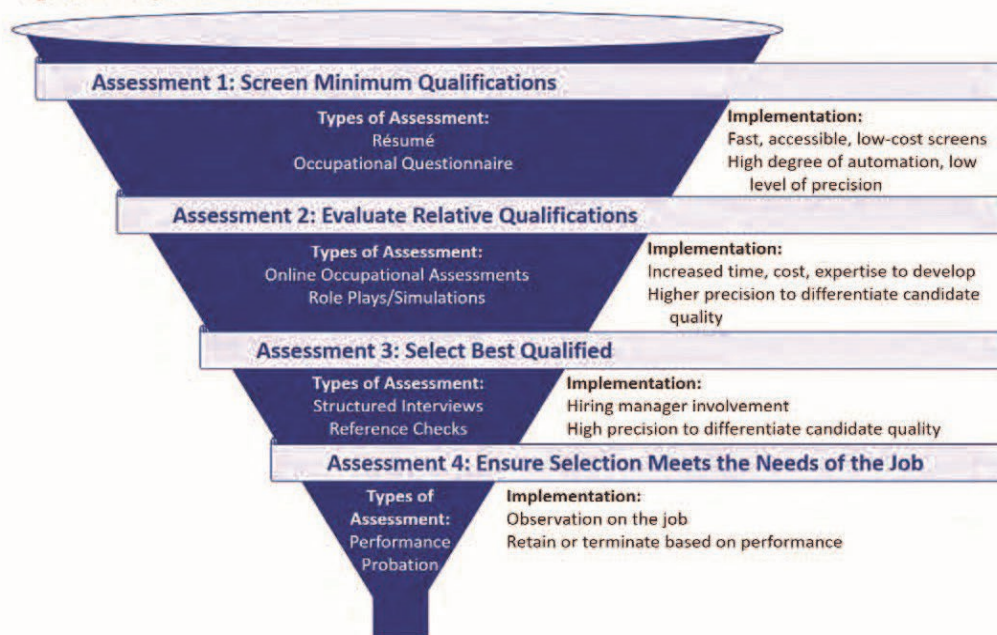 Assessment 1: Screen Minimum Qualifications
Types of Assessment:
Résumé
Occupational Questionnaire
Implementation:
Fast, accessible, low-cost screens
High degree of automation, low
level of precision
Assessment 2: Evaluate Relative Qualifications
Types of Assessment:
Online Occupational Assessments
Role Plays/Simulations
Implementation:
Increased time, cost, expertise to develop
Higher precision to differentiate candidate
quality
Assessment 3: Select Best Qualified
Types of Assessment:
Structured Interviews
Reference Checks
Implementation:
Hiring manager involvement
High precision to differentiate candidate quality
Assessment 4: Ensure Selection Meets the Needs of the Job
Types of
Assessment:
Performance
Probation
Implementation:
Observation on the job
Retain or terminate based on performance